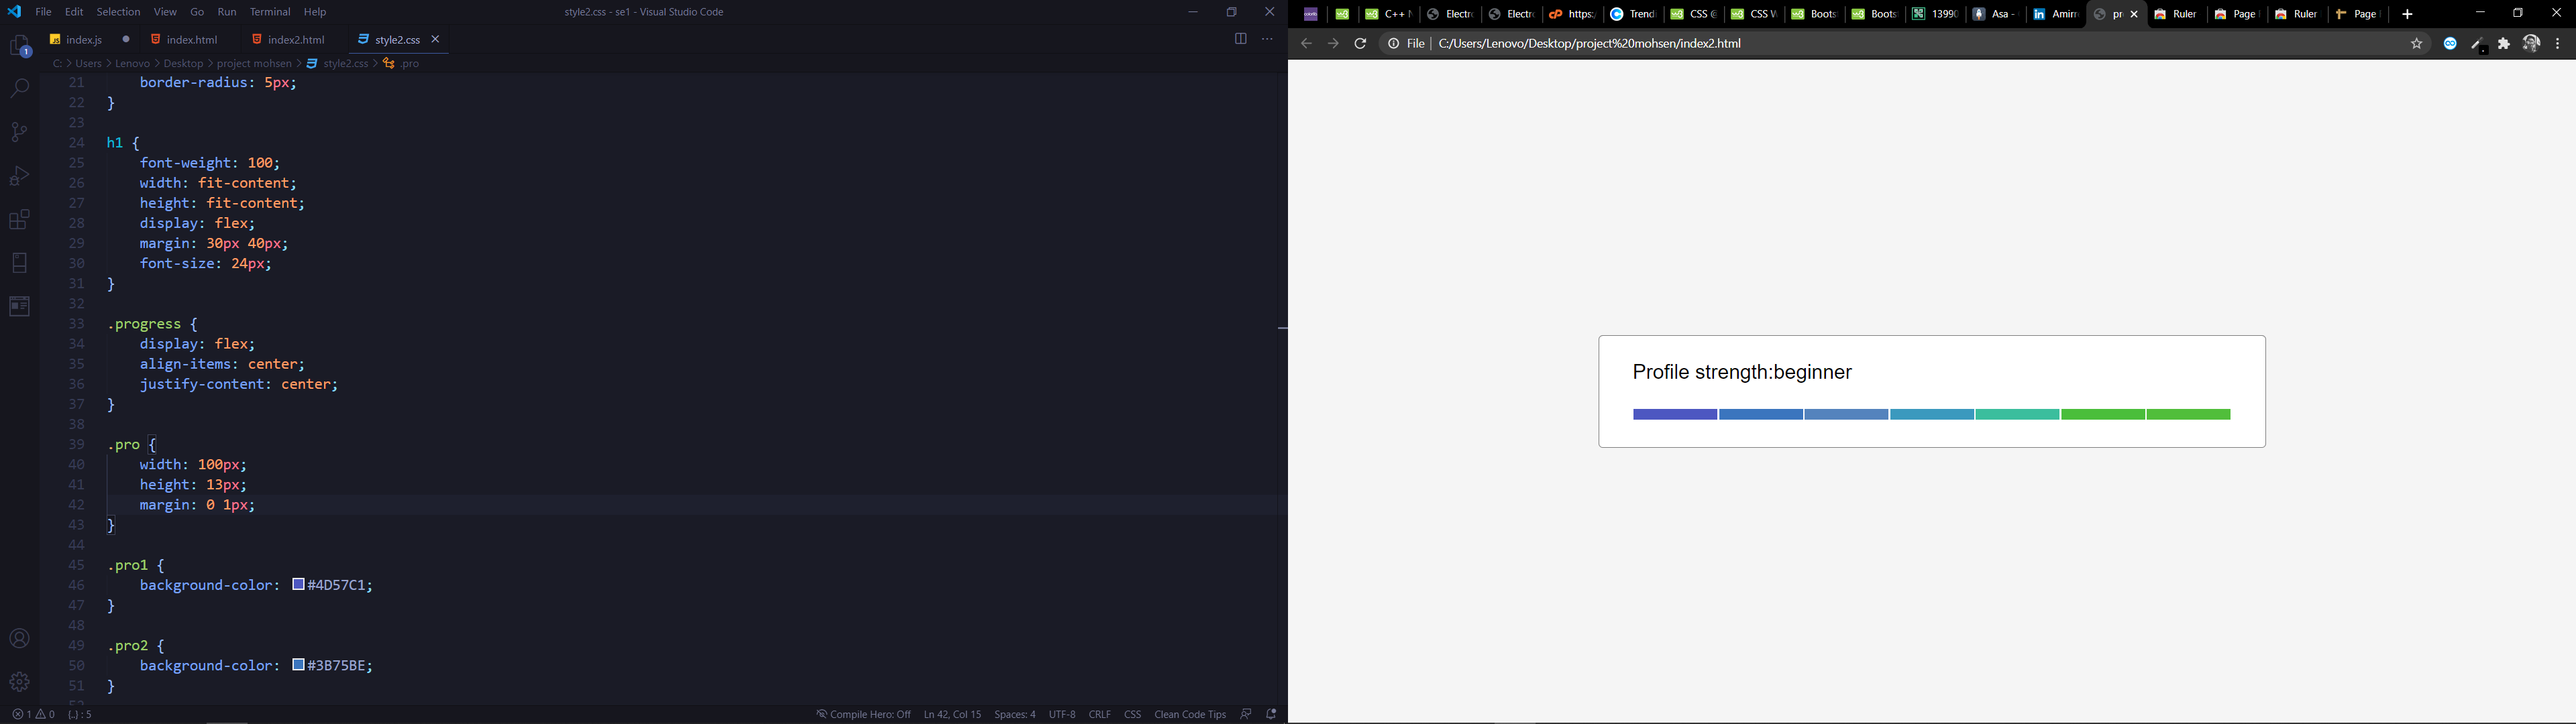 File Edit Selection View Go Run Terminal Help style2.css - se1 - Visual Studio Code
index.js index.html index2.html style2.css
C: > Users > Lenovo > Desktop > project mohsen > style2.css > .pro
1
21 border-radius: 5px;
22 }
23
24 h1 {
25 font-weight: 100;
26 width: fit-content;
27 height: fit-content;
28 display: flex;
29 margin: 30px 40px;
30 font-size: 24px;
31 }
32
33 .progress {
34 display: flex;
35 align-items: center;
36 justify-content: center;
37 }
38
39 .pro {
40 width: 100px;
41 height: 13px;
42 margin: 0 1px;
43 }
44
45 .pro1 {
46 background-color: #4D57C1;
47 }
48
49 .pro2 {
50 background-color: #3B75BE;
51 }
1 0 {..} : 5 Compile Hero: Off Ln 42, Col 15 Spaces: 4 UTF-8 CRLF CSS Clean Code Tips
C++ Electr Electr https: Trendi CSS CSS Boots Boots 13990 Asa - Amirr pr Ruler Page Ruler Page
File | C:/Users/Lenovo/Desktop/project%20mohsen/index2.html
Profile strength:beginner